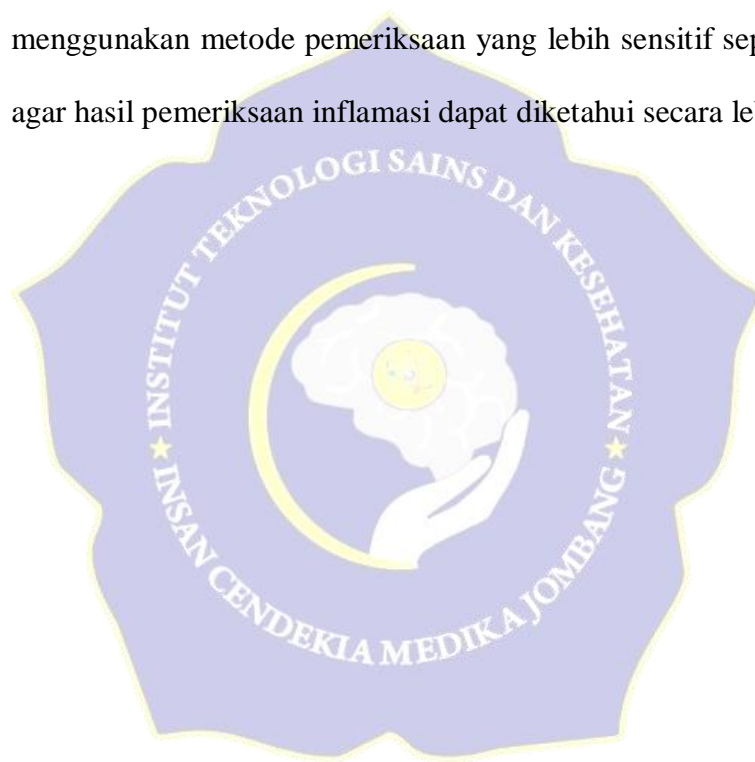 menggunakan metode pemeriksaan yang lebih sensitif
agar hasil pemeriksaan inflamasi dapat diketahui secara
INSTITUT TEKNOLOGI SAINS DAN KESEHATAN
INSAN CENDEKIA MEDIKA JOMBANG